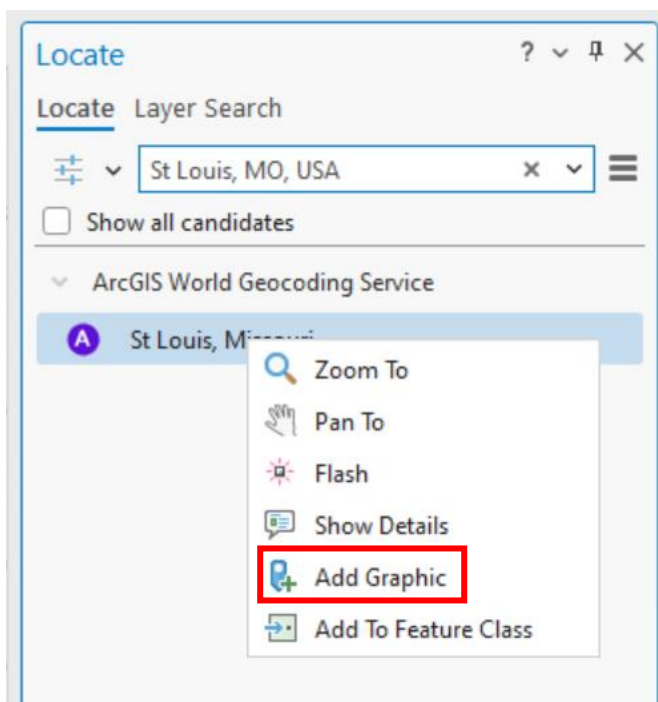 Locate
Locate Layer Search
St Louis, MO, USA
Show all candidates
ArcGIS World Geocoding Service
A St Louis, Missouri
Zoom To
Pan To
Flash
Show Details
Add Graphic
Add To Feature Class